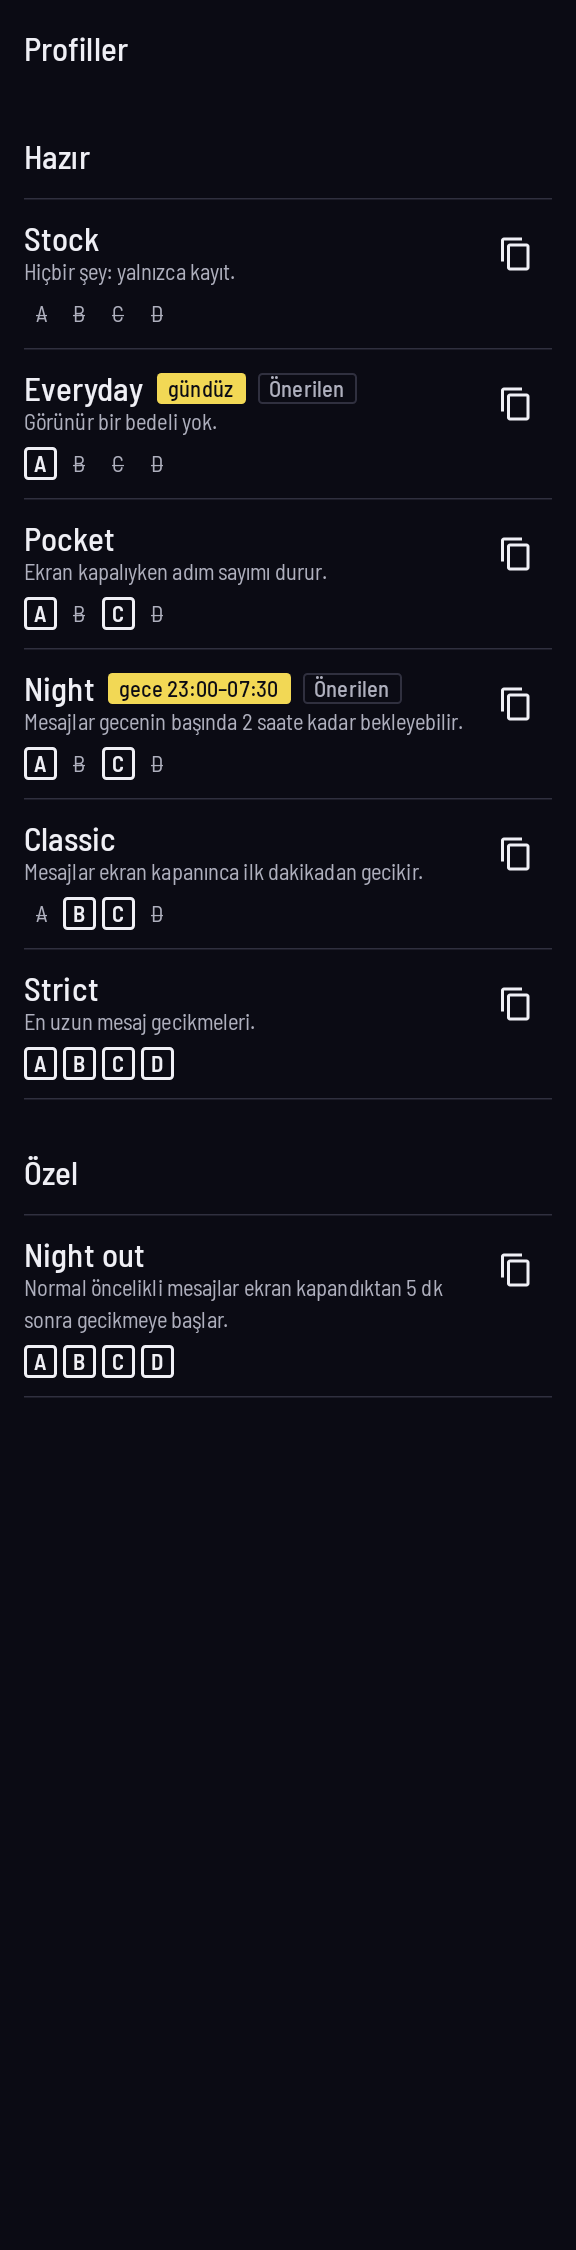 Profiller
Hazır
Stock
Hiçbir şey: yalnızca kayıt.
A B C D
Everyday gündüz Önerilen
Görünür bir bedeli yok.
A B C D
Pocket
Ekran kapalıyken adım sayımı durur.
A B C D
Night gece 23:00–07:30 Önerilen
Mesajlar gecenin başında 2 saate kadar bekleyebilir.
A B C D
Classic
Mesajlar ekran kapanınca ilk dakikadan gecikir.
A B C D
Strict
En uzun mesaj gecikmeleri.
A B C D
Özel
Night out
Normal öncelikli mesajlar ekran kapandıktan 5 dk
sonra gecikmeye başlar.
A B C D